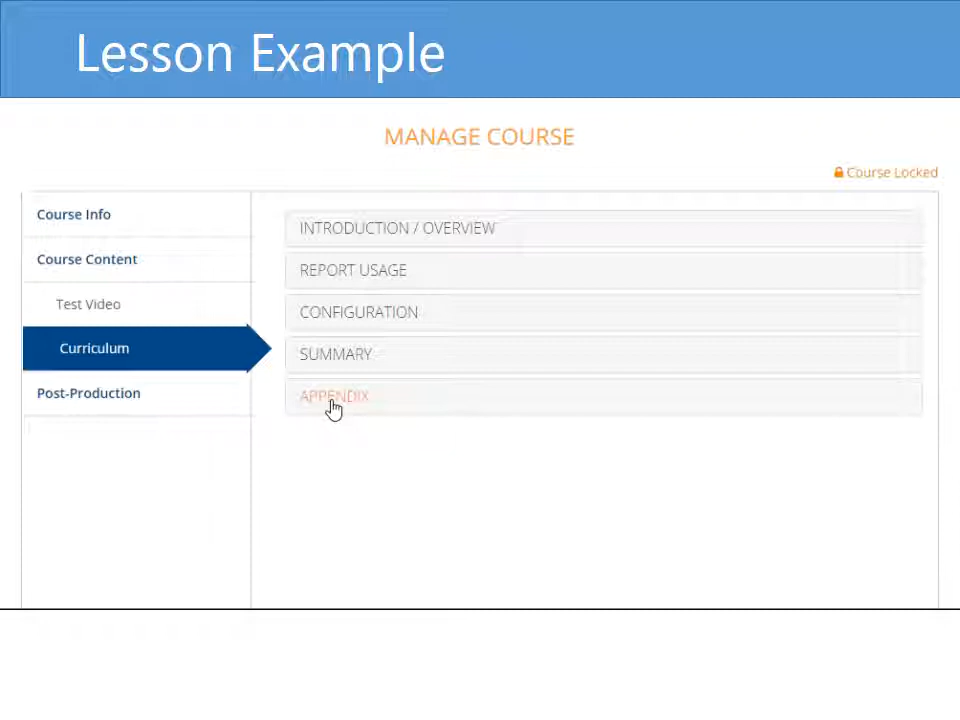 Lesson Example
MANAGE COURSE
Course Locked
Course Info
Course Content
Test Video
Curriculum
Post-Production
INTRODUCTION / OVERVIEW
REPORT USAGE
CONFIGURATION
SUMMARY
APPENDIX